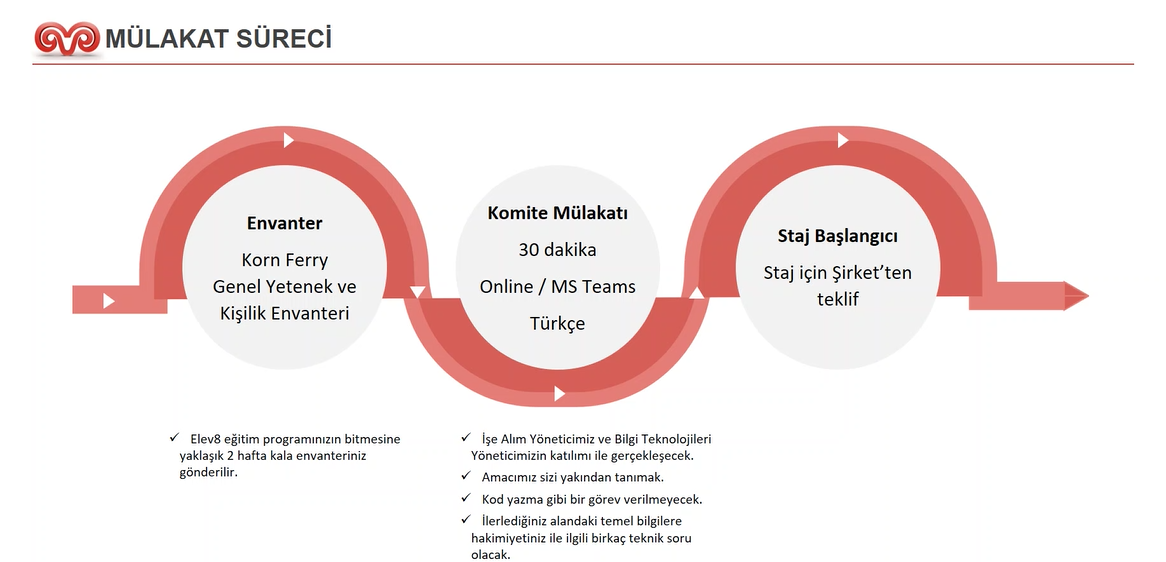 MÜLAKAT SÜRECİ
Envanter
Korn Ferry
Genel Yetenek ve
Kişilik Envanteri
Komite Mülakatı
30 dakika
Online / MS Teams
Türkçe
Staj Başlangıcı
Staj için Şirket’ten
teklif
✓ Elev8 eğitim programınızın bitmesine
yaklaşık 2 hafta kala envanteriniz
gönderilir.
✓ İşe Alım Yöneticimiz ve Bilgi Teknolojileri
Yöneticimizin katılımı ile gerçekleşecek.
✓ Amacımız sizi yakından tanımak.
✓ Kod yazma gibi bir görev verilmeyecek.
✓ İlerlediğiniz alandaki temel bilgilere
hakimiyetiniz ile ilgili birkaç teknik soru
olacak.